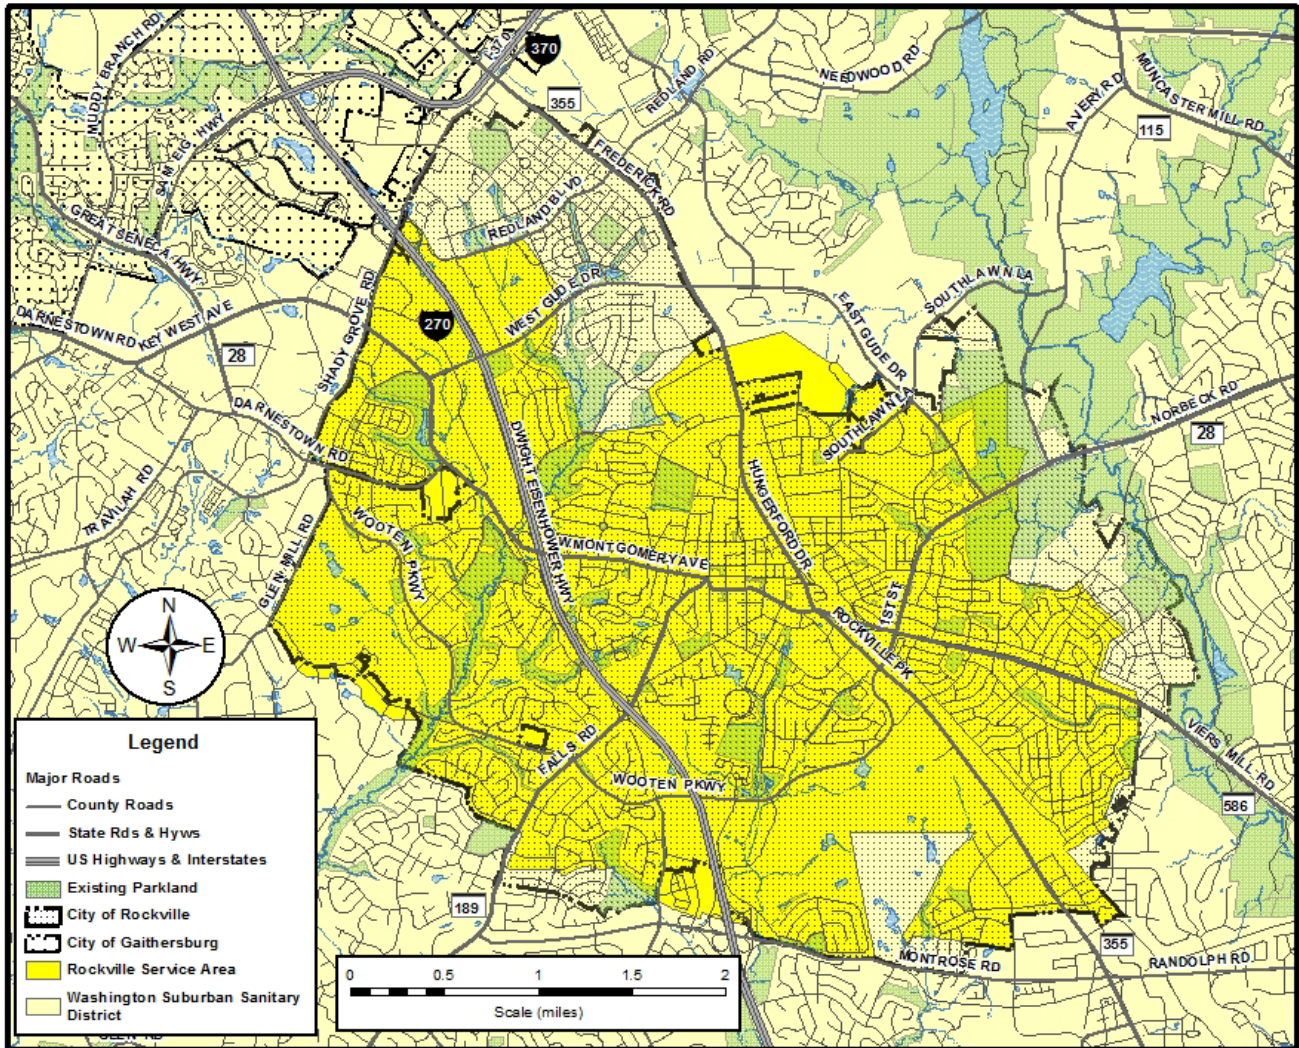 MUDDY BRANCH RD
I-370
370
355
REDLAND RD
NEEDWOOD RD
AVERY RD
MUNCASTER MILL RD
115
SAM EIG HWY
FREDERICK RD
GREAT SENECA HWY
REDLAND BLVD
SHADY GROVE RD
WEST GUDE DR
EAST GUDE DR
SOUTHLAWN LA
DARNESTOWN RD
KEY WEST AVE
28
270
DARNESTOWN RD
SOUTHLAWN LA
NORBECK RD
28
TRAVILAH RD
DWIGHT EISENHOWER HWY
HUNGERFORD DR
WOOTEN PKWY
W MONTGOMERY AVE
GLEN MILL RD
1ST ST
ROCKVILLE PK
N
W
E
S
FALLS RD
WOOTEN PKWY
VIERS MILL RD
586
189
355
MONTROSE RD
RANDOLPH RD.
Legend
Major Roads
County Roads
State Rds & Hyws
US Highways & Interstates
Existing Parkland
City of Rockville
City of Gaithersburg
Rockville Service Area
Washington Suburban Sanitary
District
0 0.5 1 1.5 2
Scale (miles)